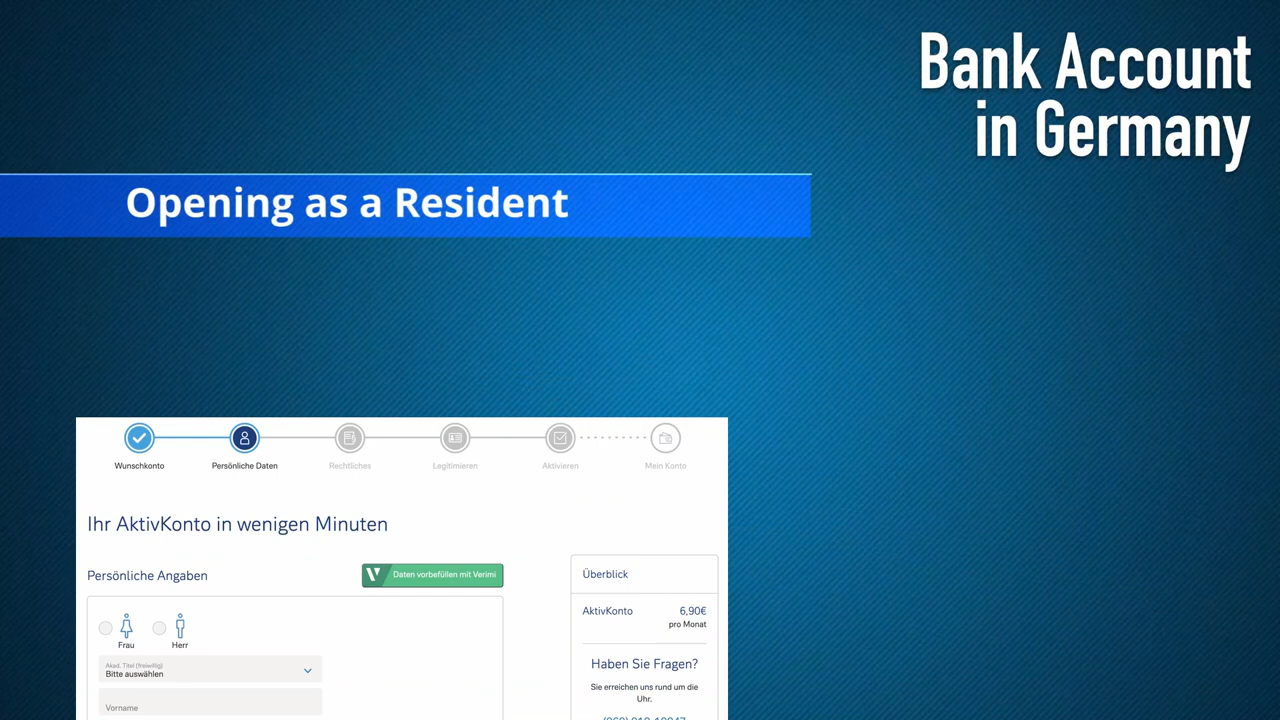 Bank Account
in Germany
Opening as a Resident
Wunschkonto
Persönliche Daten
Rechtliches
Legitimieren
Aktivieren
Mein Konto
Ihr AktivKonto in wenigen Minuten
Persönliche Angaben
Daten vorbefüllen mit Verimi
Frau
Herr
Akad. Titel (freiwillig)
Bitte auswählen
Vorname
Überblick
AktivKonto 6,90€
pro Monat
Haben Sie Fragen?
Sie erreichen uns rund um die
Uhr.